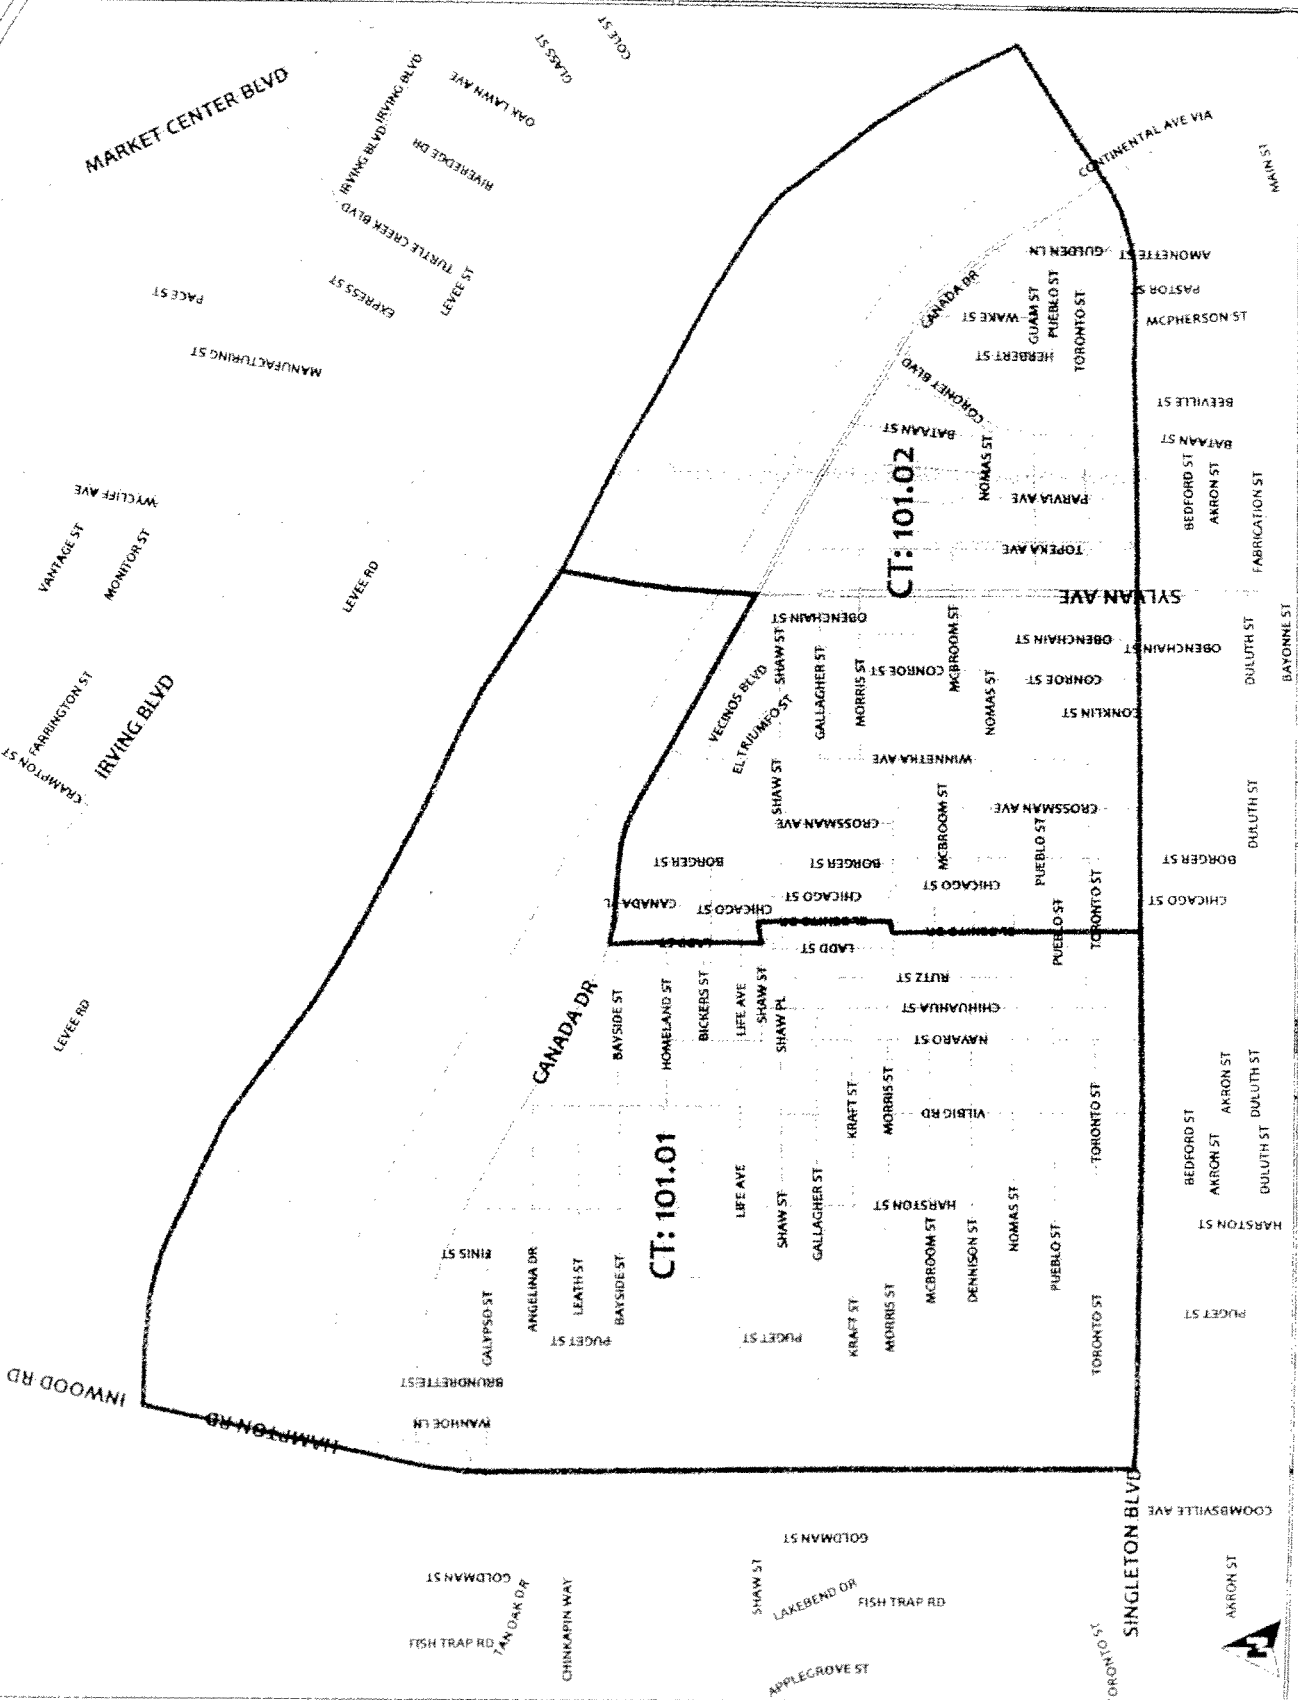 COLE ST
GLASS ST
OAK LAWN AVE
IRVING BLVD
IRVING BLVD
RIVEREDGE DR
MARKET CENTER BLVD
TURTLE CREEK BLVD
LEVEE ST
EXPRESS ST
PACE ST
MANUFACTURING ST
CONTINENTAL AVE VIA
MAIN ST
GULDEN LN
AMONETTE ST
PASTOR ST
MCPHERSON ST
CANADA DR
WAKE ST
GUAM ST
PUEBLO ST
TORONTO ST
HERBERT ST
CORONET BLVD
BATAAN ST
BEEVILLE ST
BATAAN ST
NOMAS ST
PARVIA AVE
BEDFORD ST
AKRON ST
FABRICATION ST
CT: 101.02
TOPEKA AVE
SYLVAN AVE
WYCLIFF AVE
VANTAGE ST
MONITOR ST
LEVEE RD
FARRINGTON ST
CRAMPTON ST
IRVING BLVD
OBENCHAIN ST
SHAW ST
GALLAGHER ST
MORRIS ST
CONROE ST
MCBROOM ST
NOMAS ST
OBENCHAIN ST
OBENCHAIN ST
CONROE ST
CONKLIN ST
DULUTH ST
BAYONNE ST
VECINOS BLVD
EL TRIUMFO ST
SHAW ST
WINNETKA AVE
CROSSMAN AVE
CROSSMAN AVE
MCBROOM ST
PUEBLO ST
DULUTH ST
BORGER ST
BORGER ST
BORGER ST
CHICAGO ST
CHICAGO ST
CHICAGO ST
CHICAGO ST
CANADA PL
TORONTO ST
PUEBLO ST
LADD ST
LADD ST
RUTZ ST
CHIHUAHUA ST
NAVARO ST
VILBIG RD
LEVEE RD
CANADA DR
BAYSIDE ST
HOMELAND ST
BICKERS ST
LIFE AVE
SHAW ST
SHAW PL
KRAFT ST
MORRIS ST
TORONTO ST
AKRON ST
DULUTH ST
BEDFORD ST
AKRON ST
DULUTH ST
CT: 101.01
LIFE AVE
SHAW ST
GALLAGHER ST
HARSTON ST
MCBROOM ST
DENNISON ST
NOMAS ST
PUEBLO ST
HARSTON ST
FINIS ST
CALYPSO ST
ANGELINA DR
LEATH ST
BAYSIDE ST
PUGET ST
PUGET ST
KRAFT ST
MORRIS ST
TORONTO ST
PUGET ST
BRUNDRETTE ST
IVANHOE LN
INWOOD RD
HAMPTON RD
SINGLETON BLVD
COOMBSVILLE AVE
GOLDMAN ST
GOLDMAN ST
TAN OAK DR
FISH TRAP RD
CHINKAPIN WAY
SHAW ST
LAKEBEND DR
FISH TRAP RD
APPLEGROVE ST
TORONTO ST
AKRON ST
N